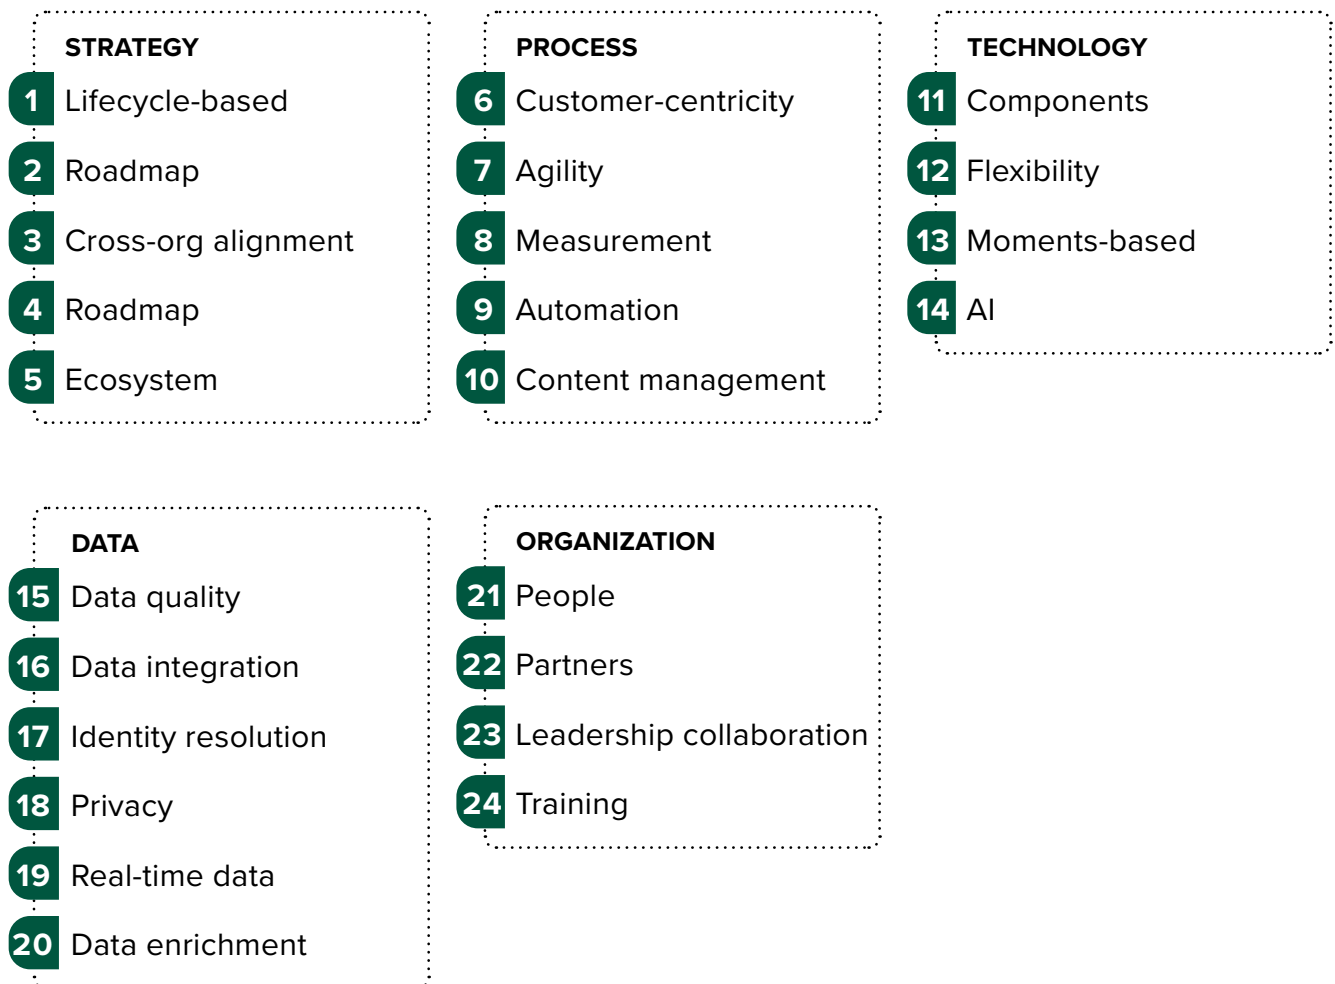 STRATEGY
1 Lifecycle-based
2 Roadmap
3 Cross-org alignment
4 Roadmap
5 Ecosystem
PROCESS
6 Customer-centricity
7 Agility
8 Measurement
9 Automation
10 Content management
TECHNOLOGY
11 Components
12 Flexibility
13 Moments-based
14 AI
DATA
15 Data quality
16 Data integration
17 Identity resolution
18 Privacy
19 Real-time data
20 Data enrichment
ORGANIZATION
21 People
22 Partners
23 Leadership collaboration
24 Training